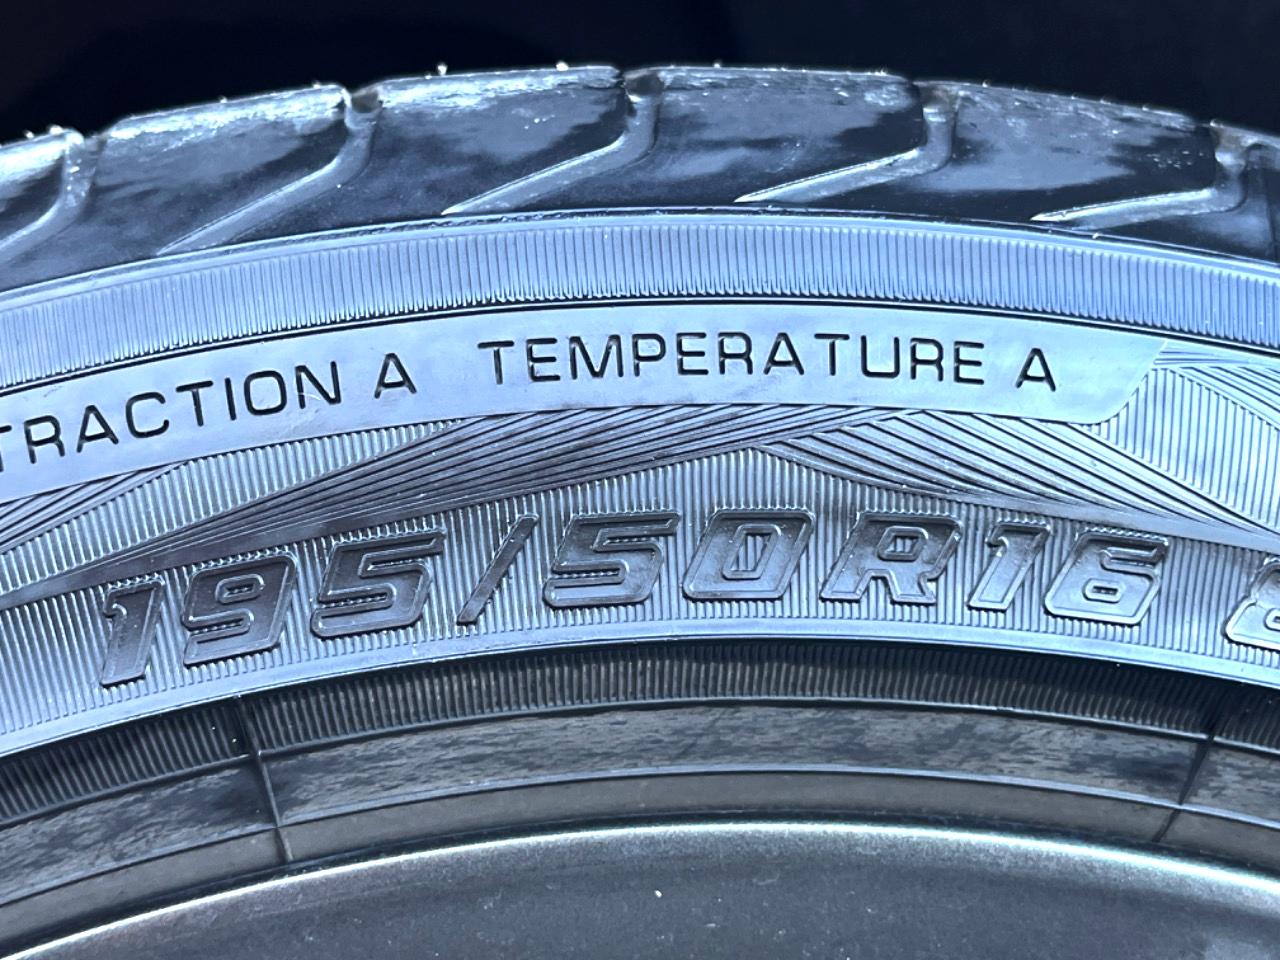 TRACTION A TEMPERATURE A
195/50R16